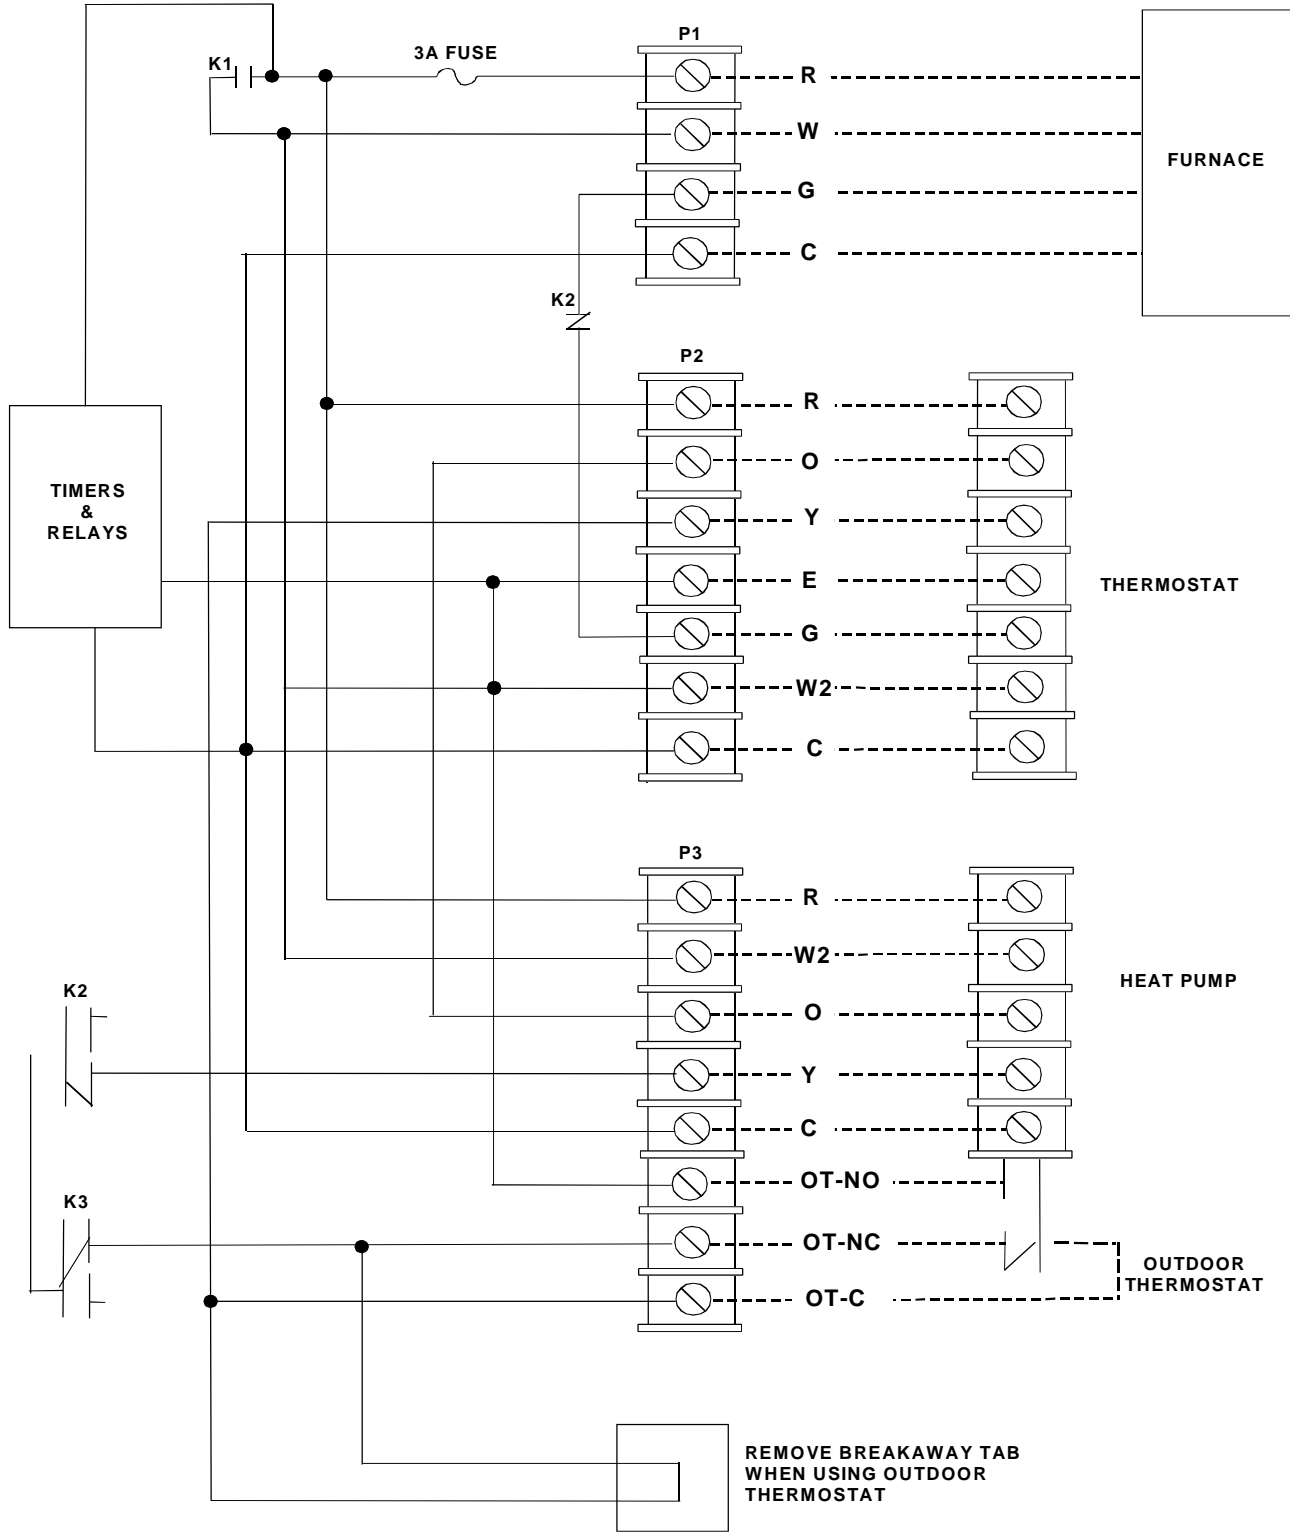 P1
3A FUSE
K1
R
W
FURNACE
G
C
K2
P2
R
O
TIMERS
&
RELAYS
Y
E
THERMOSTAT
G
W2
C
P3
R
W2
HEAT PUMP
K2
O
Y
C
OT-NO
K3
OT-NC
OUTDOOR
THERMOSTAT
OT-C
REMOVE BREAKAWAY TAB
WHEN USING OUTDOOR
THERMOSTAT